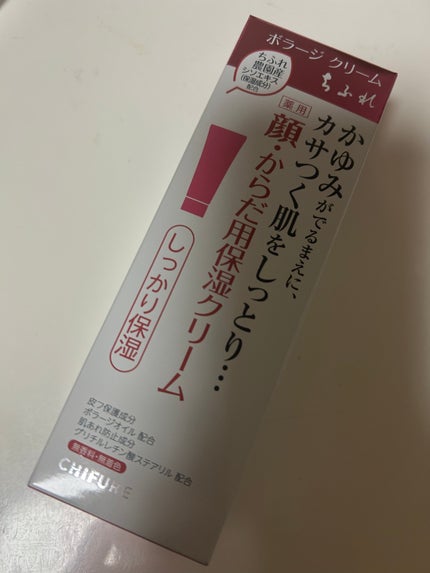 ボラージ クリーム
ちふれ
ちふれ
農園産
シソエキス
(保湿成分)
配合
薬用
かゆみがでるまえに、
カサつく肌をしっとり…
顔・からだ用保湿クリーム
しっかり保湿
皮フ保護成分
ボラージオイル配合
肌あれ防止成分
グリチルレチン酸ステアリル配合
無香料・無着色
CHIFURE